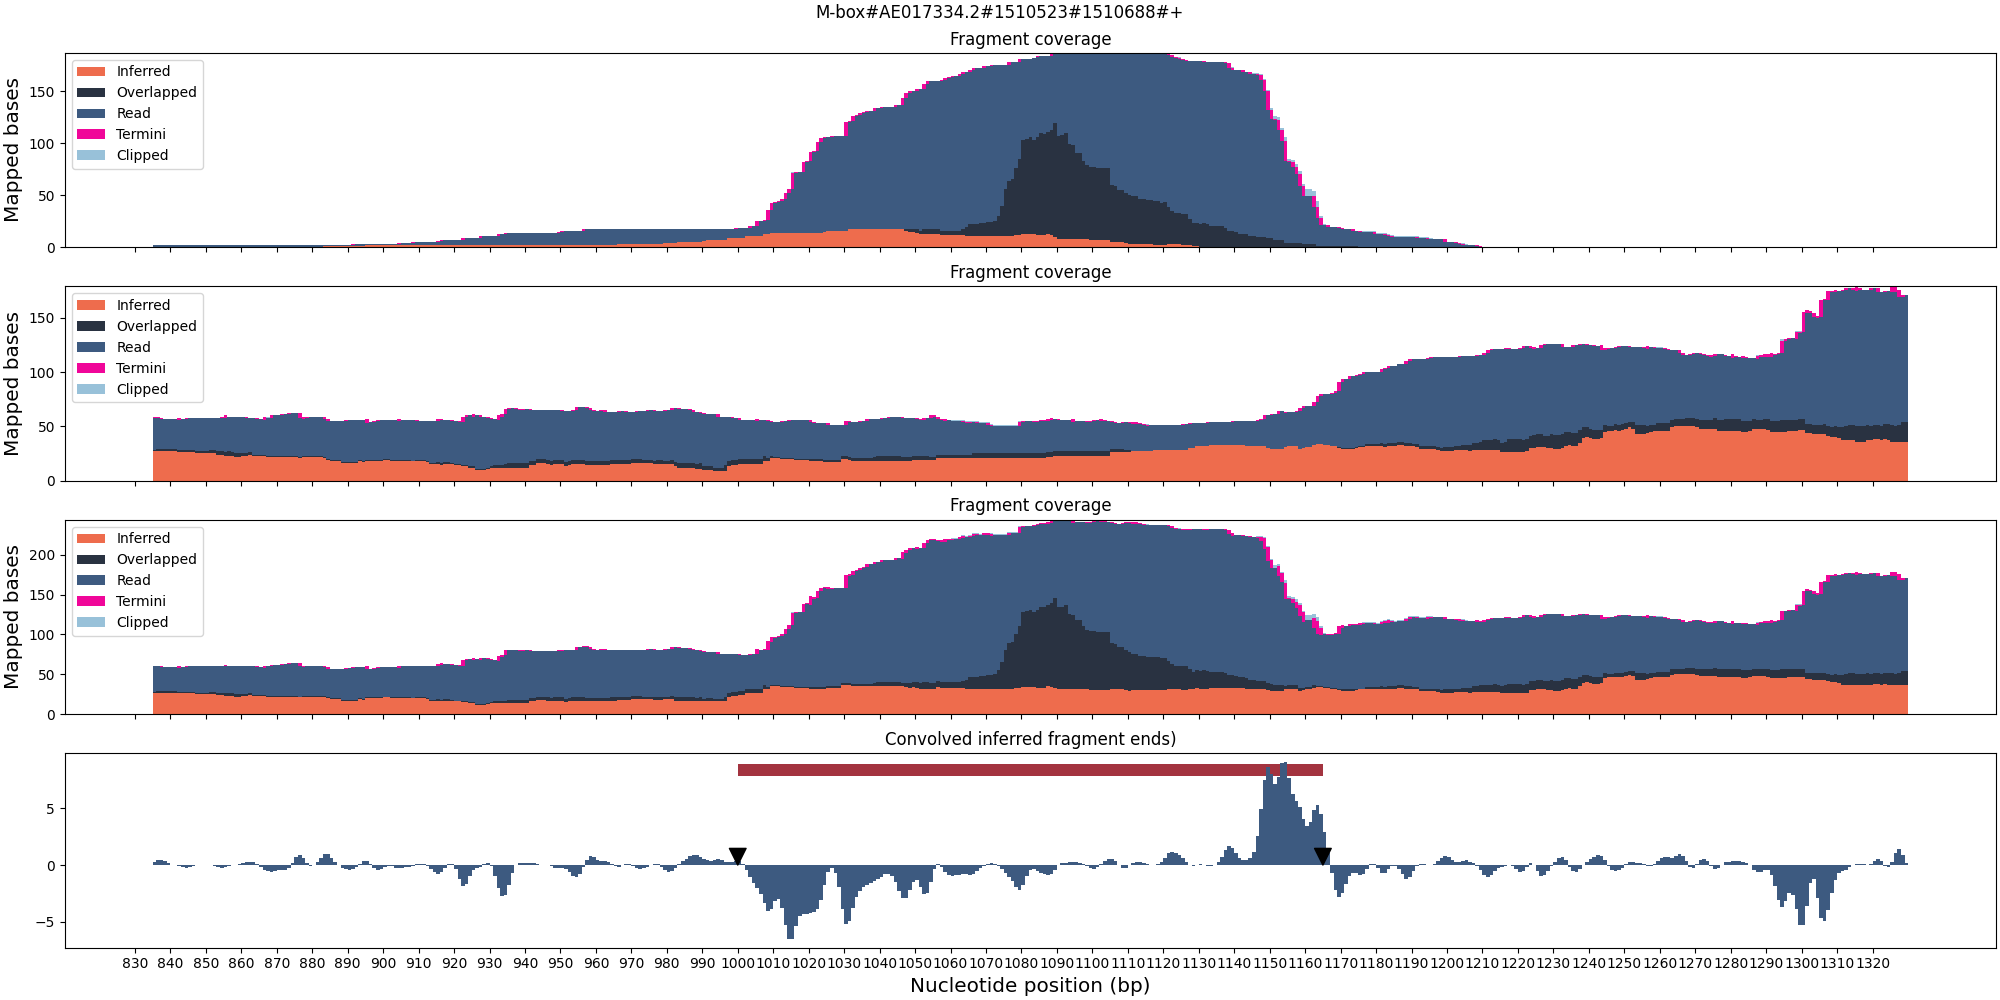 M-box#AE017334.2#1510523#1510688#+
Fragment coverage
Mapped bases
150
100
50
0
Inferred
Overlapped
Read
Termini
Clipped
Fragment coverage
Mapped bases
150
100
50
0
Inferred
Overlapped
Read
Termini
Clipped
Fragment coverage
Mapped bases
200
150
100
50
0
Inferred
Overlapped
Read
Termini
Clipped
Convolved inferred fragment ends)
5
0
−5
830 840 850 860 870 880 890 900 910 920 930 940 950 960 970 980 990 1000 1010 1020 1030 1040 1050 1060 1070 1080 1090 1100 1110 1120 1130 1140 1150 1160 1170 1180 1190 1200 1210 1220 1230 1240 1250 1260 1270 1280 1290 1300 1310 1320
Nucleotide position (bp)